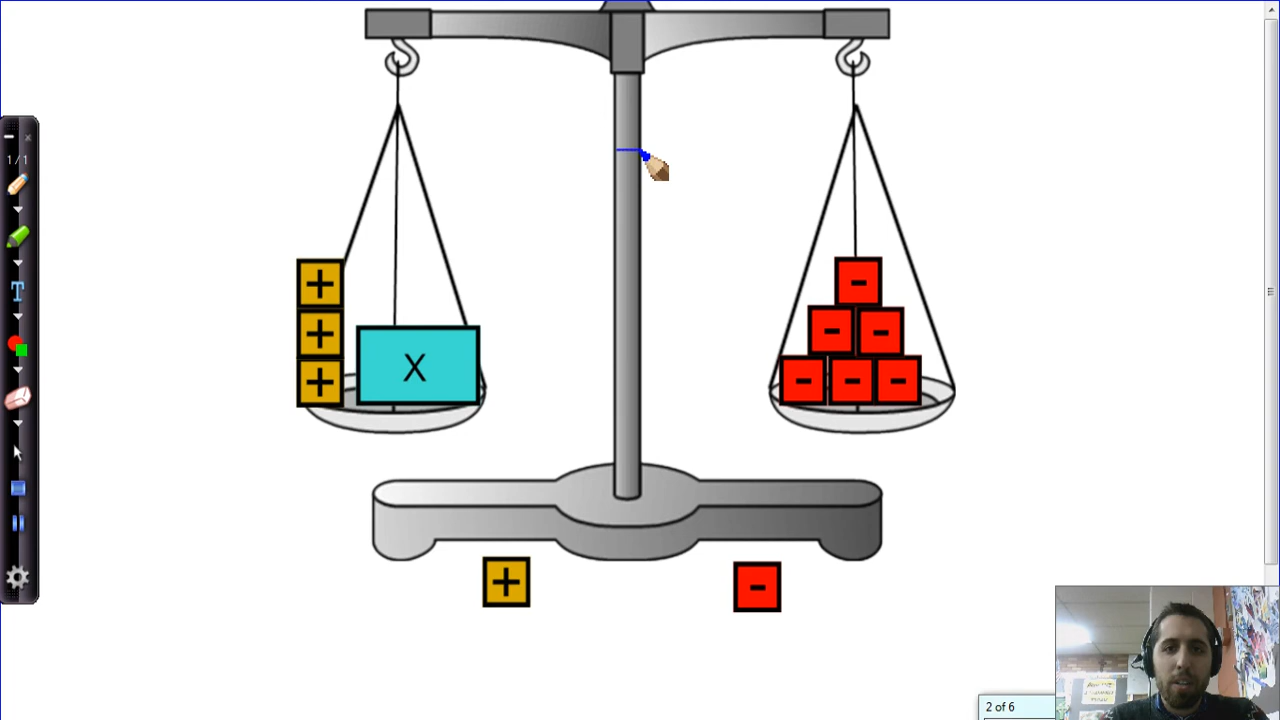 1/1
T
+
+
+
X
-
- -
- - -
+
-
2 of 6